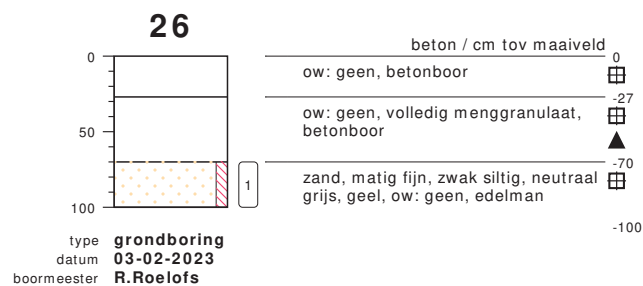 26
beton / cm tov maaiveld
0
0
ow: geen, betonboor
-27
ow: geen, volledig menggranulaat,
betonboor
50
-70
zand, matig fijn, zwak siltig, neutraal
grijs, geel, ow: geen, edelman
1
100
-100
type grondboring
datum 03-02-2023
boormeester R.Roelofs